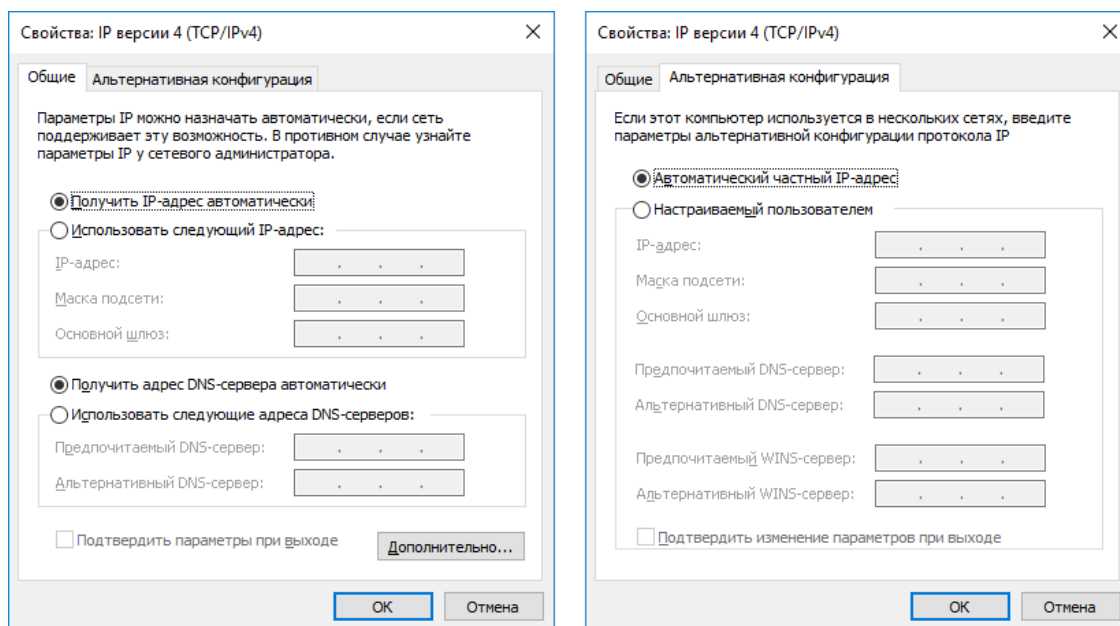 Свойства: IP версии 4 (TCP/IPv4)
Общие
Альтернативная конфигурация
Параметры IP можно назначать автоматически, если сеть
поддерживает эту возможность. В противном случае узнайте
параметры IP у сетевого администратора.
Получить IP-адрес автоматически
Использовать следующий IP-адрес:
IP-адрес:
Маска подсети:
Основной шлюз:
Получить адрес DNS-сервера автоматически
Использовать следующие адреса DNS-серверов:
Предпочитаемый DNS-сервер:
Альтернативный DNS-сервер:
Подтвердить параметры при выходе
Дополнительно...
ОК
Отмена
Свойства: IP версии 4 (TCP/IPv4)
Общие
Альтернативная конфигурация
Если этот компьютер используется в нескольких сетях, введите
параметры альтернативной конфигурации протокола IP
Автоматический частный IP-адрес
Настраиваемый пользователем
IP-адрес:
Маска подсети:
Основной шлюз:
Предпочитаемый DNS-сервер:
Альтернативный DNS-сервер:
Предпочитаемый WINS-сервер:
Альтернативный WINS-сервер:
Подтвердить изменение параметров при выходе
ОК
Отмена